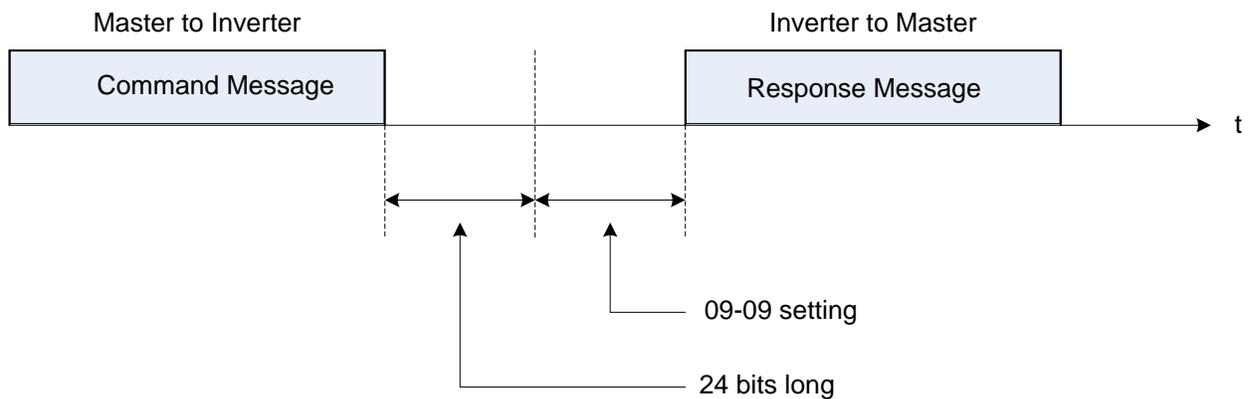 Master to Inverter
Inverter to Master
Command Message
Response Message
t
09-09 setting
24 bits long